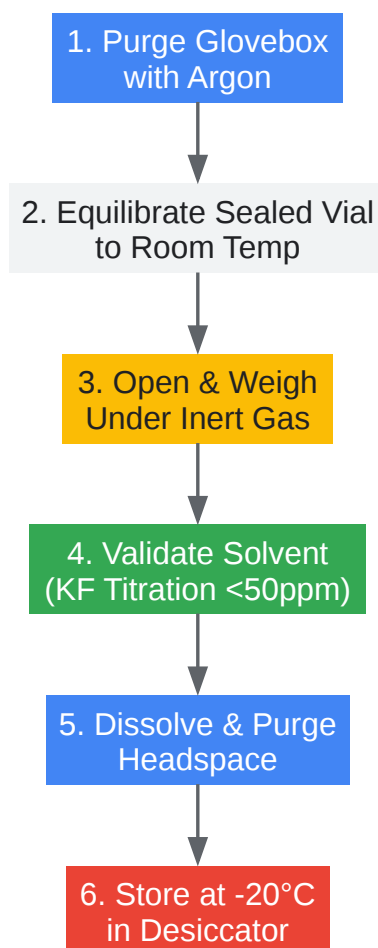 1. Purge Glovebox
with Argon
2. Equilibrate Sealed Vial
to Room Temp
3. Open & Weigh
Under Inert Gas
4. Validate Solvent
(KF Titration <50ppm)
5. Dissolve & Purge
Headspace
6. Store at -20°C
in Desiccator